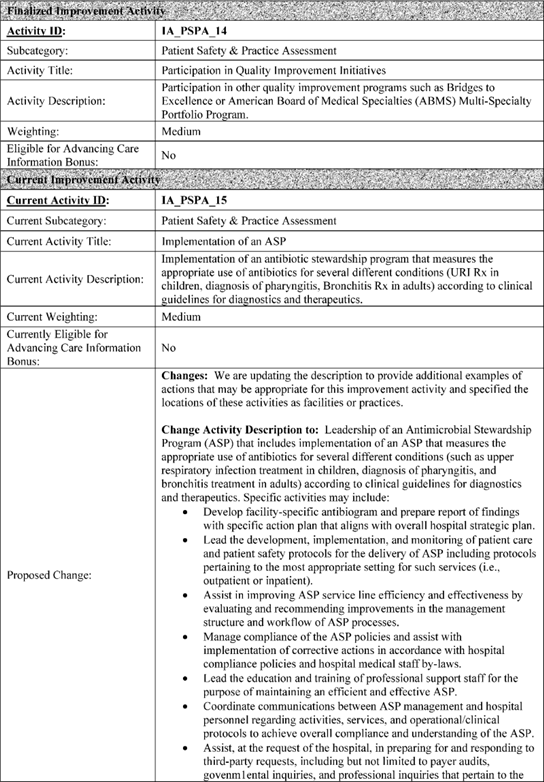 Finalized Improvement Activity
Activity ID: IA_PSPA_14
Subcategory: Patient Safety & Practice Assessment
Activity Title: Participation in Quality Improvement Initiatives
Activity Description: Participation in other quality improvement programs such as Bridges to
Excellence or American Board of Medical Specialties (ABMS) Multi-Specialty
Portfolio Program.
Weighting: Medium
Eligible for Advancing Care
Information Bonus: No
Current Improvement Activity
Current Activity ID: IA_PSPA_15
Current Subcategory: Patient Safety & Practice Assessment
Current Activity Title: Implementation of an ASP
Current Activity Description: Implementation of an antibiotic stewardship program that measures the
appropriate use of antibiotics for several different conditions (URI Rx in
children, diagnosis of pharyngitis, Bronchitis Rx in adults) according to clinical
guidelines for diagnostics and therapeutics.
Current Weighting: Medium
Currently Eligible for
Advancing Care Information
Bonus: No
Proposed Change:
Changes: We are updating the description to provide additional examples of
actions that may be appropriate for this improvement activity and specified the
locations of these activities as facilities or practices.
Change Activity Description to: Leadership of an Antimicrobial Stewardship
Program (ASP) that includes implementation of an ASP that measures the
appropriate use of antibiotics for several different conditions (such as upper
respiratory infection treatment in children, diagnosis of pharyngitis, and
bronchitis treatment in adults) according to clinical guidelines for diagnostics
and therapeutics. Specific activities may include:
• Develop facility-specific antibiogram and prepare report of findings
with specific action plan that aligns with overall hospital strategic plan.
• Lead the development, implementation, and monitoring of patient care
and patient safety protocols for the delivery of ASP including protocols
pertaining to the most appropriate setting for such services (i.e.,
outpatient or inpatient).
• Assist in improving ASP service line efficiency and effectiveness by
evaluating and recommending improvements in the management
structure and workflow of ASP processes.
• Manage compliance of the ASP policies and assist with
implementation of corrective actions in accordance with hospital
compliance policies and hospital medical staff by-laws.
• Lead the education and training of professional support staff for the
purpose of maintaining an efficient and effective ASP.
• Coordinate communications between ASP management and hospital
personnel regarding activities, services, and operational/clinical
protocols to achieve overall compliance and understanding of the ASP.
• Assist, at the request of the hospital, in preparing for and responding to
third-party requests, including but not limited to payer audits,
govenm1ental inquiries, and professional inquiries that pertain to the